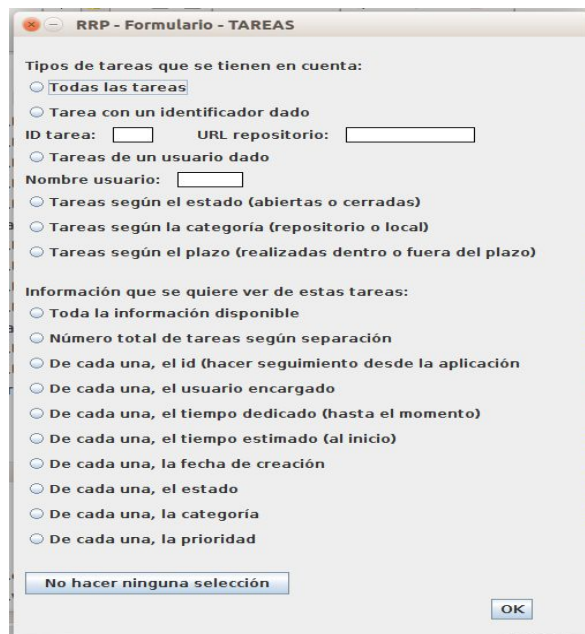 RRP - Formulario - TAREAS
Tipos de tareas que se tienen en cuenta:
Todas las tareas
Tarea con un identificador dado
ID tarea: URL repositorio:
Tareas de un usuario dado
Nombre usuario:
Tareas según el estado (abiertas o cerradas)
Tareas según la categoría (repositorio o local)
Tareas según el plazo (realizadas dentro o fuera del plazo)
Información que se quiere ver de estas tareas:
Toda la información disponible
Número total de tareas según separación
De cada una, el id (hacer seguimiento desde la aplicación
De cada una, el usuario encargado
De cada una, el tiempo dedicado (hasta el momento)
De cada una, el tiempo estimado (al inicio)
De cada una, la fecha de creación
De cada una, el estado
De cada una, la categoría
De cada una, la prioridad
No hacer ninguna selección
OK